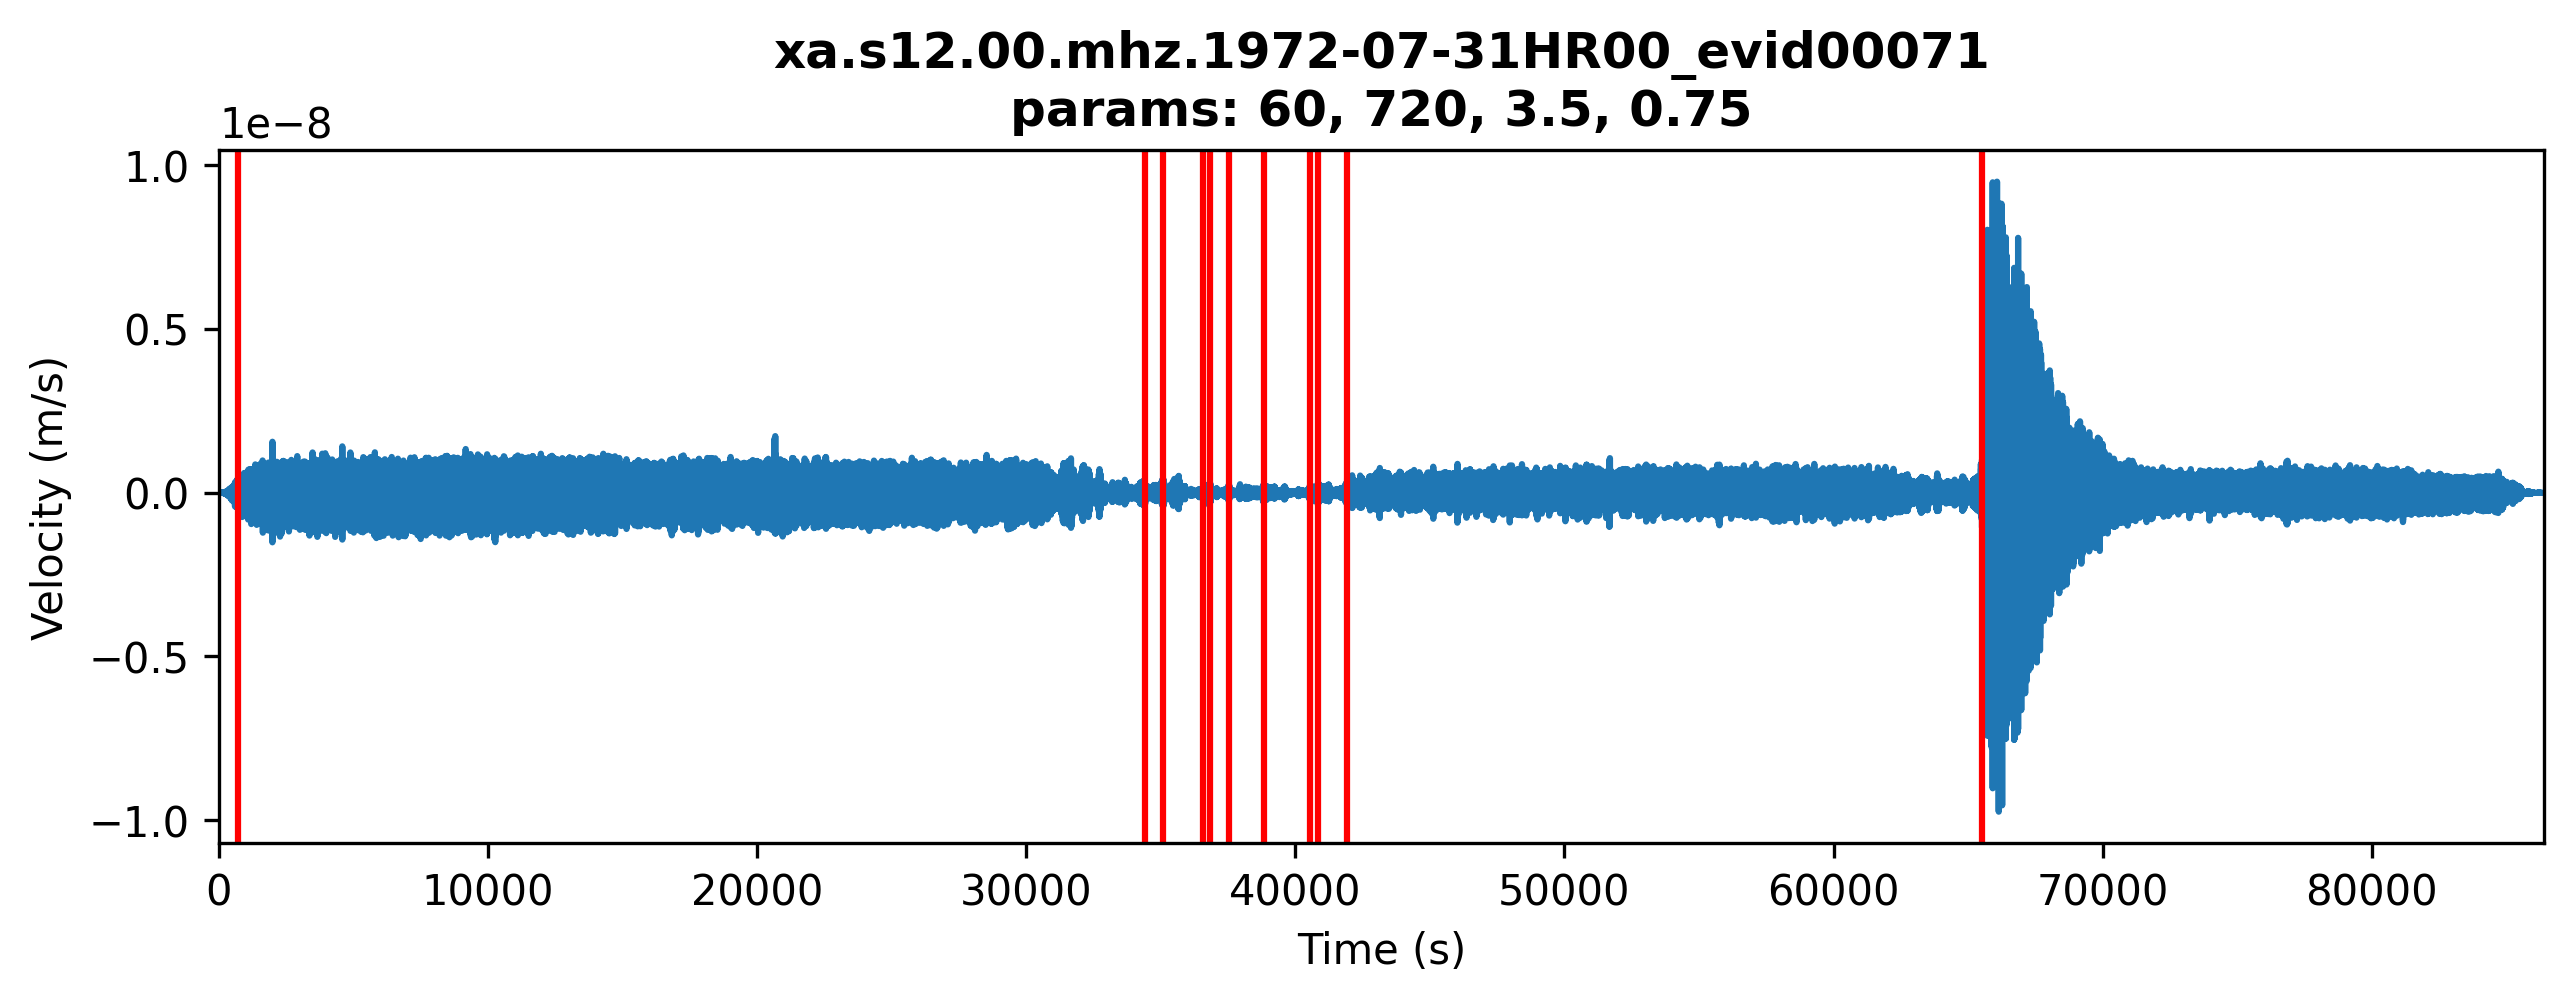 xa.s12.00.mhz.1972-07-31HR00_evid00071
params: 60, 720, 3.5, 0.75
1e−8
1.0
0.5
0.0
−0.5
−1.0
Velocity (m/s)
0 10000 20000 30000 40000 50000 60000 70000 80000
Time (s)